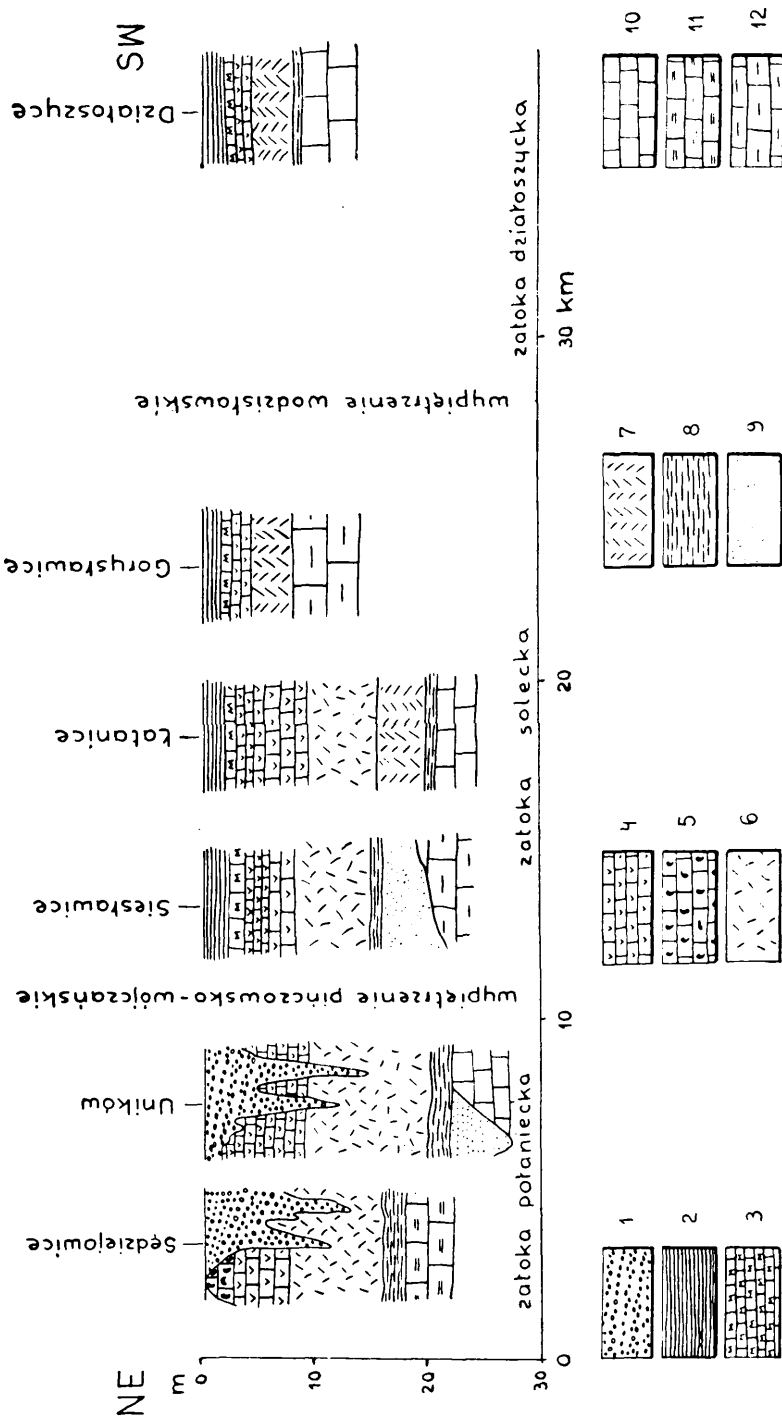 NE
SW
m
0
10
20
30
Sędziejowice
Uników
Siesławice
Łatanice
Gorysławice
Działoszyce
wypiętrzenie pińczowsko-wójczańskie
wypiętrzenie wodzisławskie
zatoka połaniecka
zatoka solecka
zatoka działoszycka
0
10
20
30 km
1
2
3
4
5
6
7
8
9
10
11
12